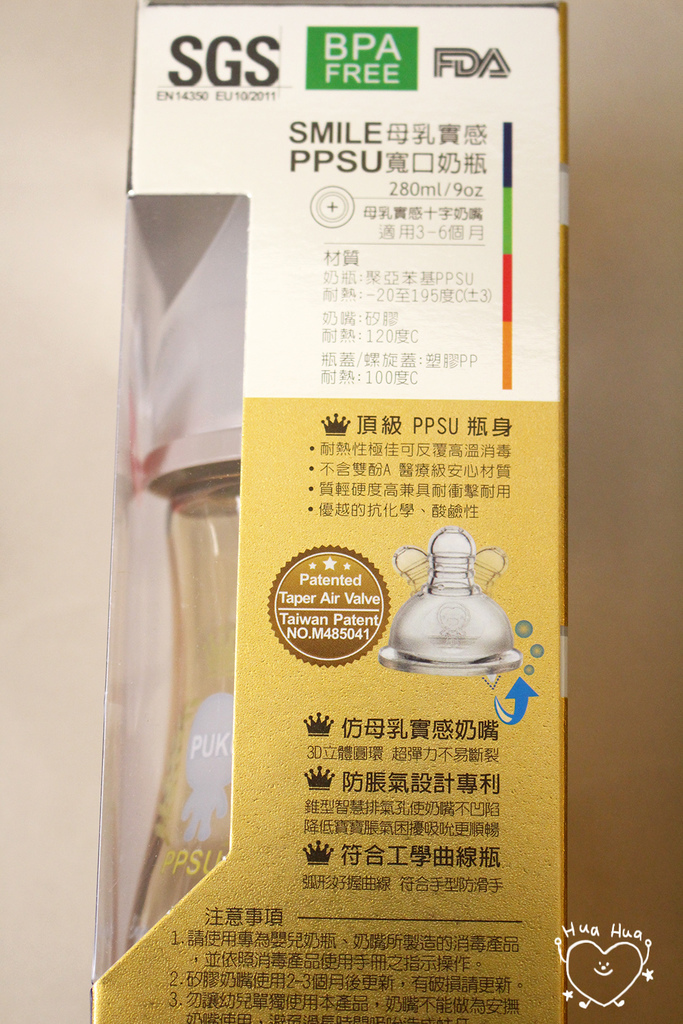 SGS
EN14350 EU10/2011
BPA
FREE
FDA
SMILE母乳實感
PPSU寬口奶瓶
280ml/9oz
母乳實感十字奶嘴
適用3-6個月
材質
奶瓶:聚亞苯基PPSU
耐熱:-20至195度C(±3)
奶嘴:矽膠
耐熱:120度C
瓶蓋/螺旋蓋:塑膠PP
耐熱:100度C
頂級 PPSU 瓶身
•耐熱性極佳可反覆高溫消毒
•不含雙酚A 醫療級安心材質
•質輕硬度高兼具耐衝擊耐用
•優越的抗化學、酸鹼性
Patented
Taper Air Valve
Taiwan Patent
NO.M485041
仿母乳實感奶嘴
3D立體圓環 超彈力不易斷裂
防脹氣設計專利
錐型智慧排氣孔使奶嘴不凹陷
降低寶寶脹氣困擾吸吮更順暢
符合工學曲線瓶
弧形好握曲線 符合手型防滑手
PUK
PPSU
注意事項
1.請使用專為嬰兒奶瓶、奶嘴所製造的消毒產品
，並依照消毒產品使用手冊之指示操作。
2.矽膠奶嘴使用2-3個月後更新，有破損請更新。
3.勿讓幼兒單獨使用本產品，奶嘴不能做為安撫
奶嘴使用，避免過長時間吸吮造成蛀牙
Hua Hua